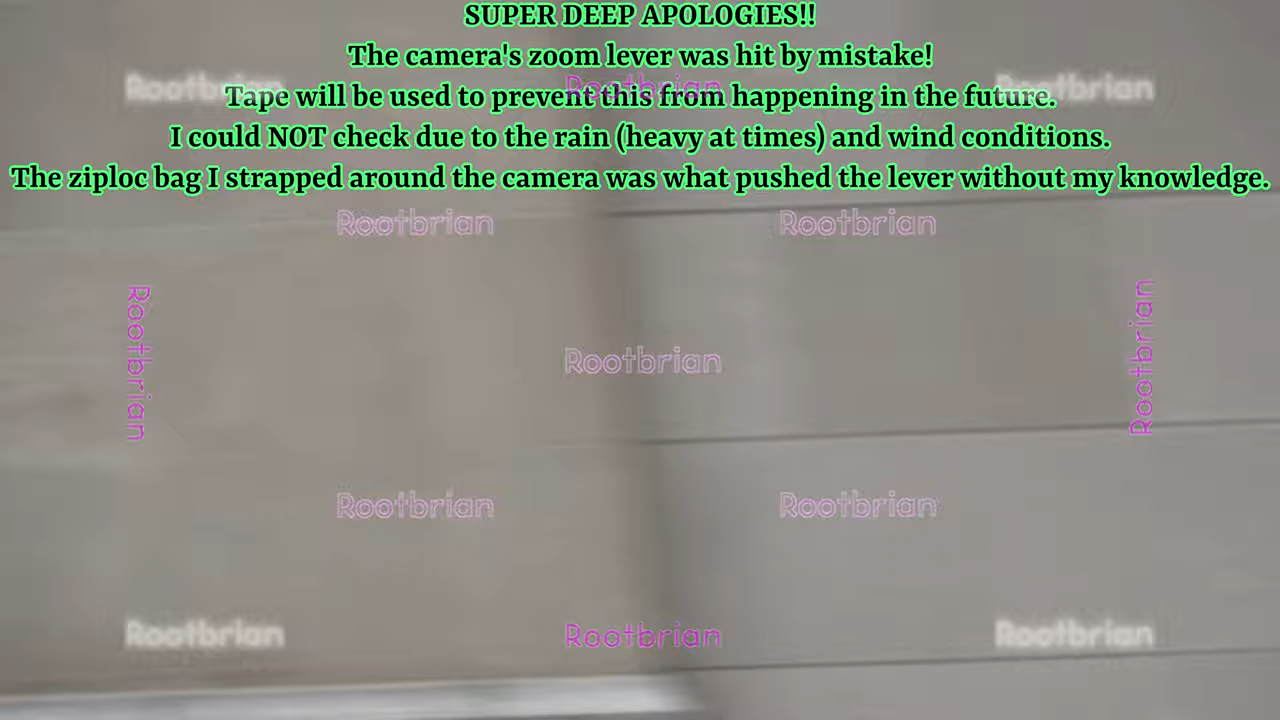 SUPER DEEP APOLOGIES!!
The camera's zoom lever was hit by mistake!
Rootbrian Rootbrian Rootbrian
Tape will be used to prevent this from happening in the future.
I could NOT check due to the rain (heavy at times) and wind conditions.
The ziploc bag I strapped around the camera was what pushed the lever without my knowledge.
Rootbrian Rootbrian
Rootbrian
Rootbrian
Rootbrian
Rootbrian Rootbrian
Rootbrian Rootbrian Rootbrian